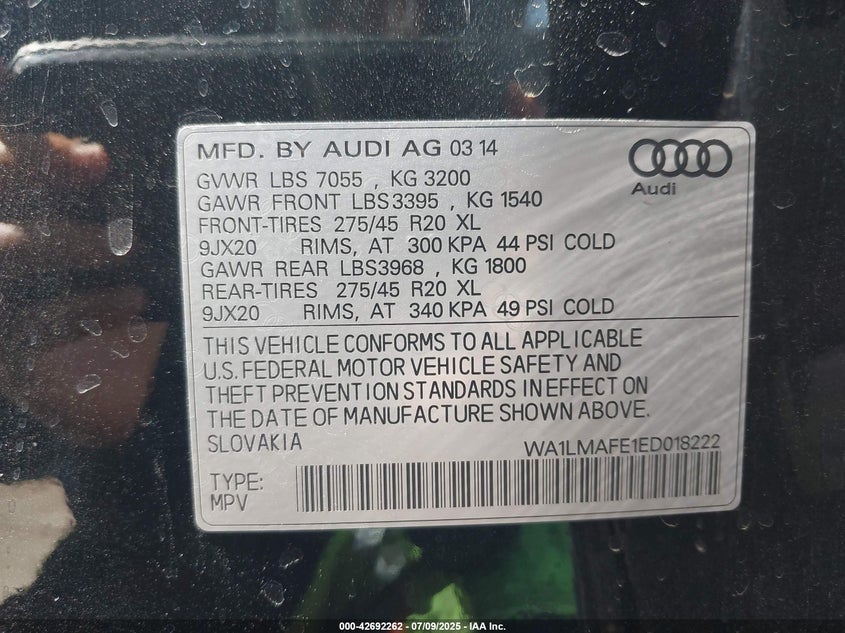 MFD. BY AUDI AG 03 14
Audi
GVWR LBS 7055 , KG 3200
GAWR FRONT LBS3395 , KG 1540
FRONT-TIRES 275/45 R20 XL
9JX20 RIMS, AT 300 KPA 44 PSI COLD
GAWR REAR LBS3968 , KG 1800
REAR-TIRES 275/45 R20 XL
9JX20 RIMS, AT 340 KPA 49 PSI COLD
THIS VEHICLE CONFORMS TO ALL APPLICABLE
U.S. FEDERAL MOTOR VEHICLE SAFETY AND
THEFT PREVENTION STANDARDS IN EFFECT ON
THE DATE OF MANUFACTURE SHOWN ABOVE.
SLOVAKIA
WA1LMAFE1ED018222
TYPE:
MPV
000-42692262 - 07/09/2025 - IAA Inc.